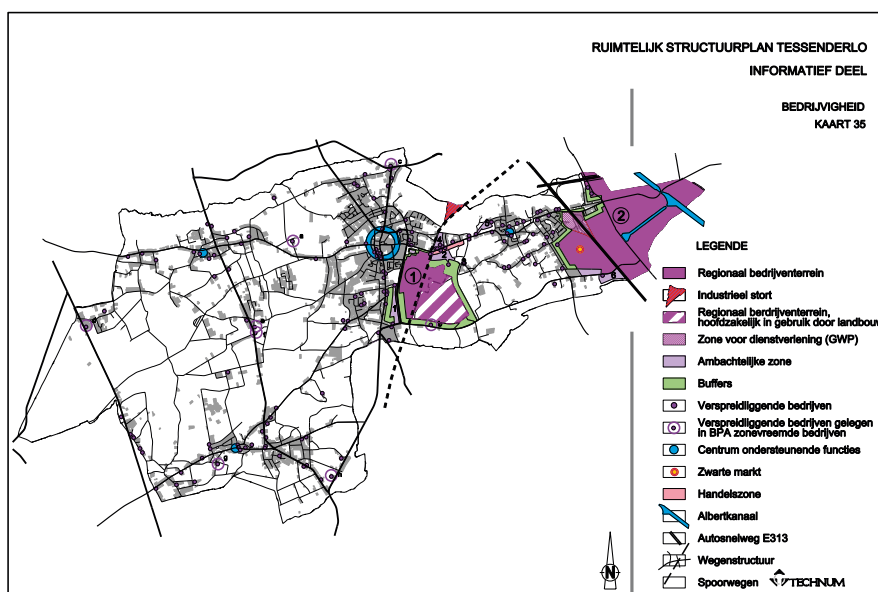 RUIMTELIJK STRUCTUURPLAN TESSENDERLO
INFORMATIEF DEEL
BEDRIJVIGHEID
KAART 35
1
2
LEGENDE
Regionaal bedrijventerrein
Industrieel stort
Regionaal berdrijventerrein,
hoofdzakelijk in gebruik door landbouw
Zone voor dienstverlening (GWP)
Ambachtelijke zone
Buffers
Verspreidliggende bedrijven
Verspreidliggende bedrijven gelegen
in BPA zonevreemde bedrijven
Centrum ondersteunende functies
Zwarte markt
Handelszone
Albertkanaal
Autosnelweg E313
Wegenstructuur
Spoorwegen
N
TECHNUM